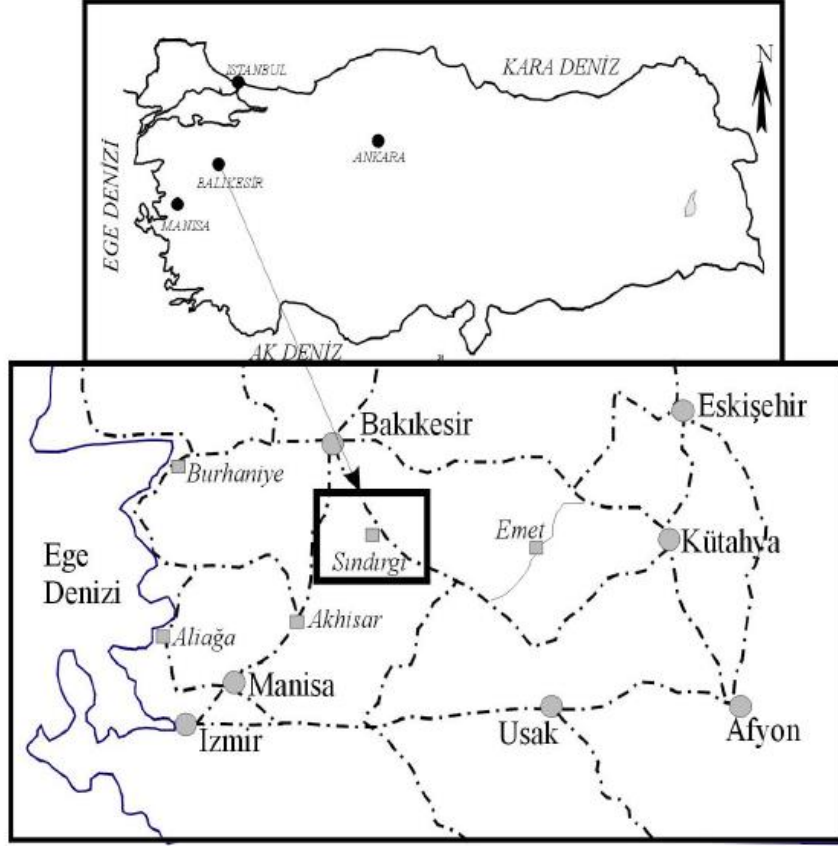 N
KARA DENİZ
İSTANBUL
ANKARA
BALIKESİR
MANISA
EGE DENİZİ
AK DENİZ
Eskişehir
Bakıkesir
Burhaniye
Emet
Kütahya
Sındırgı
Ege
Denizi
Akhisar
Aliağa
Manisa
İzmir
Usak
Afyon